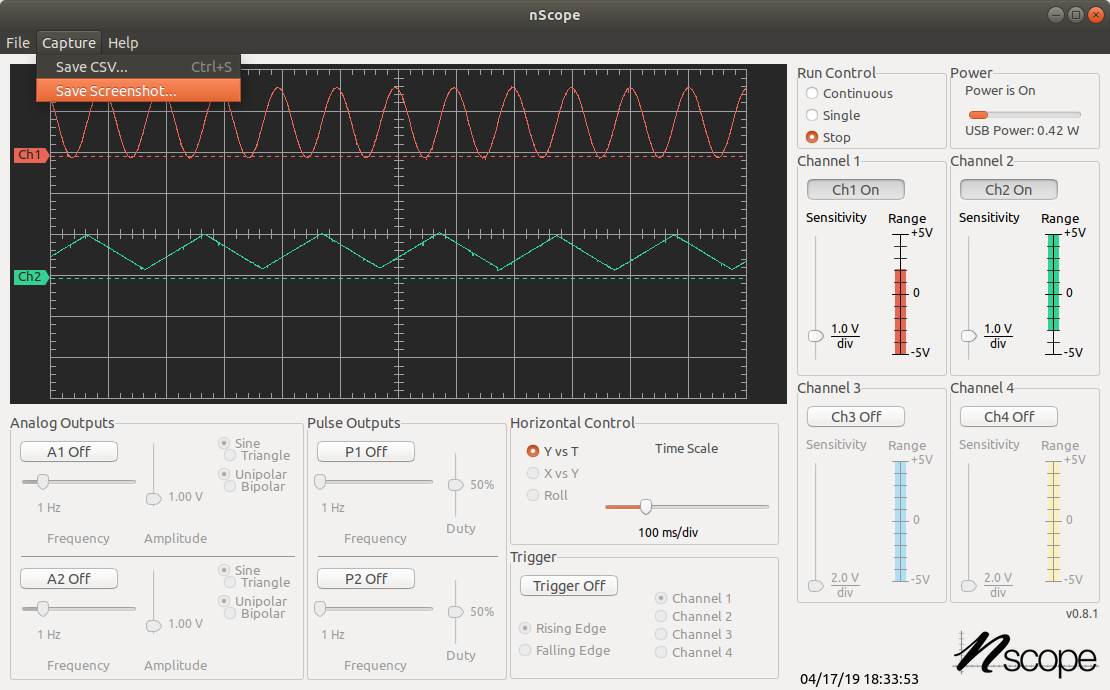 nScope
File Capture Help
Save CSV... Ctrl+S
Save Screenshot...
Ch1
Ch2
Run Control
Continuous
Single
Stop
Power
Power is On
USB Power: 0.42 W
Channel 1
Ch1 On
Sensitivity Range
+5V
0
-5V
1.0 V
div
Channel 2
Ch2 On
Sensitivity Range
+5V
0
-5V
1.0 V
div
Channel 3
Ch3 Off
Sensitivity Range
+5V
0
-5V
2.0 V
div
Channel 4
Ch4 Off
Sensitivity Range
+5V
0
-5V
2.0 V
div
Analog Outputs
A1 Off
1 Hz
Frequency
1.00 V
Amplitude
Sine
Triangle
Unipolar
Bipolar
A2 Off
1 Hz
Frequency
1.00 V
Amplitude
Sine
Triangle
Unipolar
Bipolar
Pulse Outputs
P1 Off
1 Hz
Frequency
50%
Duty
P2 Off
1 Hz
Frequency
50%
Duty
Horizontal Control
Y vs T
X vs Y
Roll
Time Scale
100 ms/div
Trigger
Trigger Off
Rising Edge
Falling Edge
Channel 1
Channel 2
Channel 3
Channel 4
v0.8.1
nscope
04/17/19 18:33:53